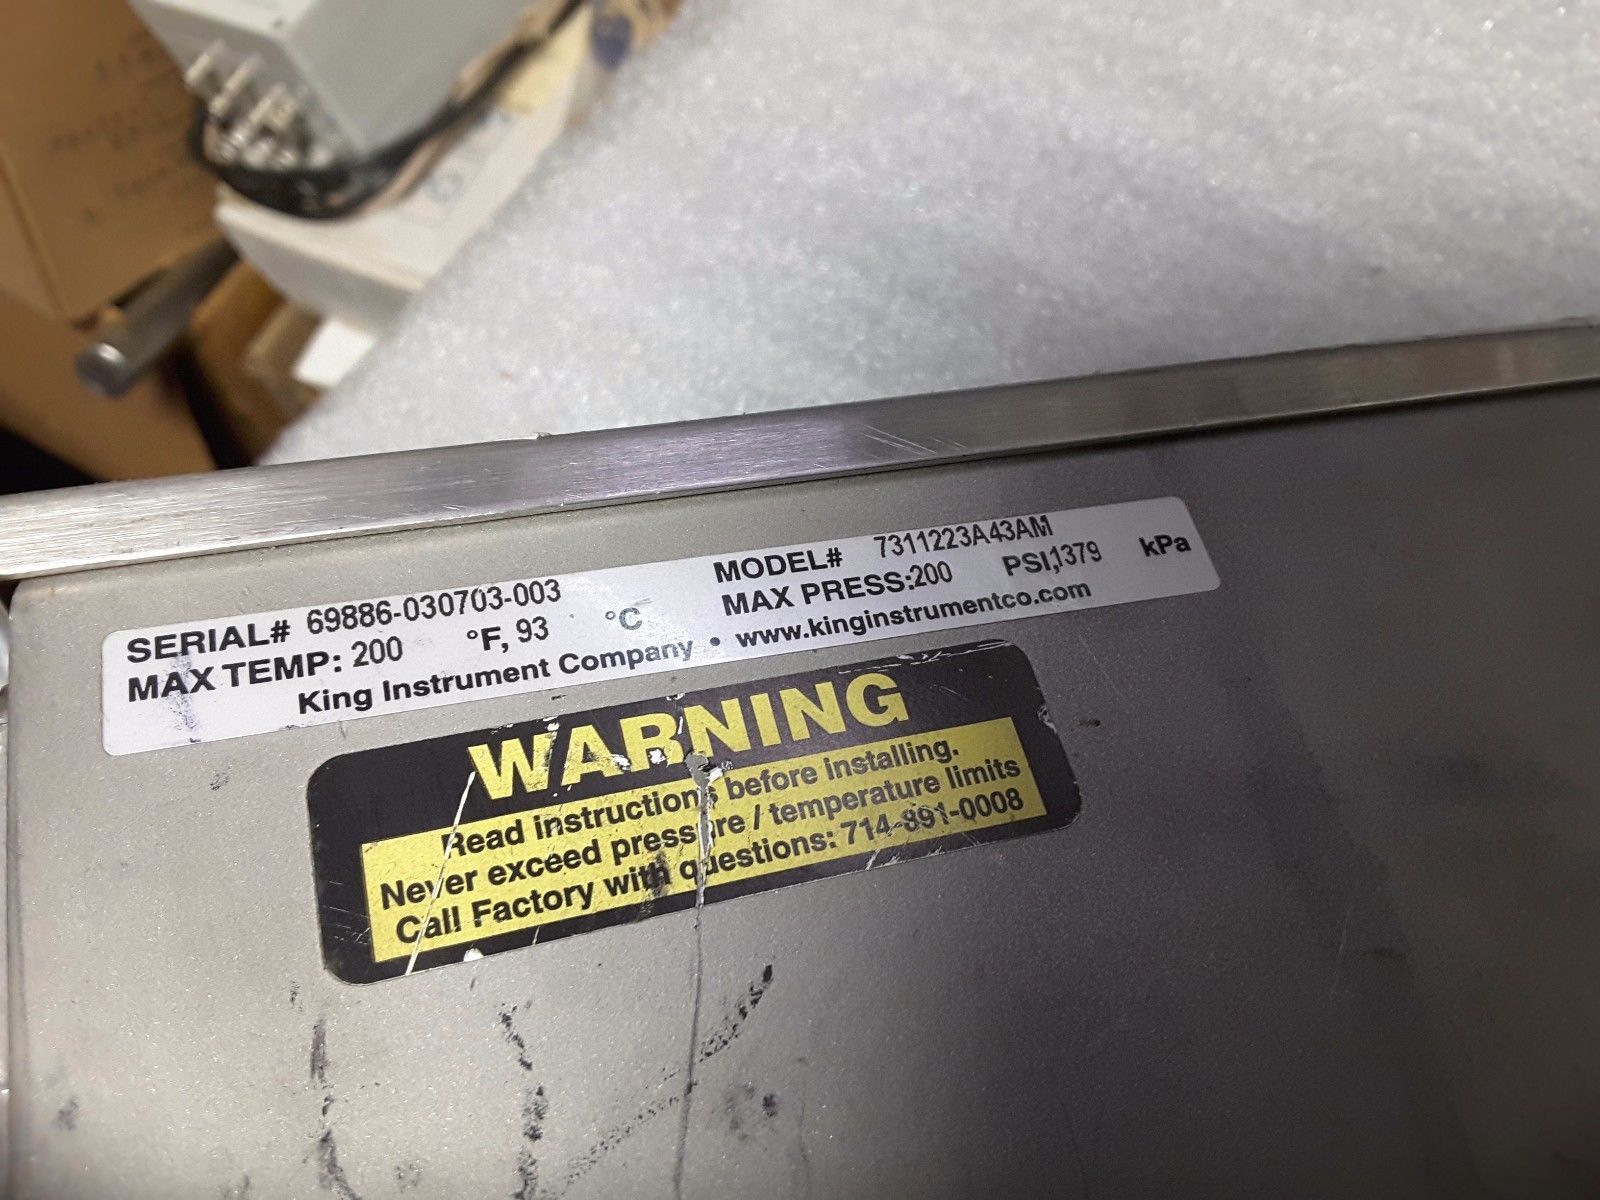 SERIAL# 69886-030703-003 MODEL# 7311223A43AM
MAX TEMP: 200 °F, 93 °C MAX PRESS:200 PSI,1379 kPa
King Instrument Company • www.kinginstrumentco.com
WARNING
Read instructions before installing.
Never exceed pressure / temperature limits
Call Factory with questions: 714-891-0008